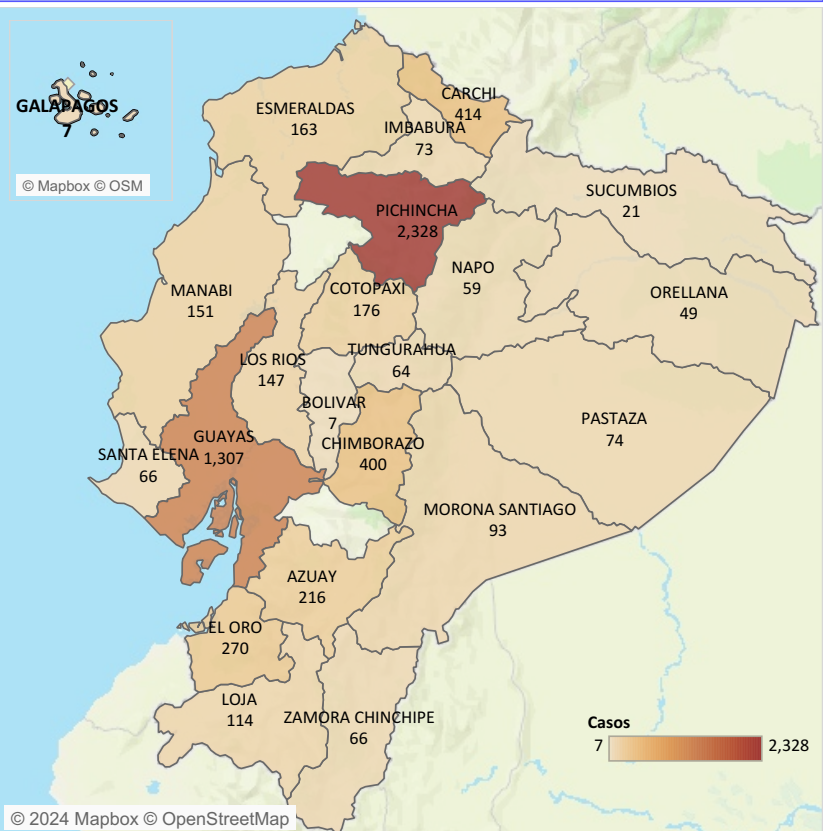 GALAPAGOS
7
© Mapbox © OSM
ESMERALDAS
163
CARCHI
414
IMBABURA
73
SUCUMBIOS
21
PICHINCHA
2,328
NAPO
59
ORELLANA
49
MANABI
151
COTOPAXI
176
TUNGURAHUA
64
LOS RIOS
147
BOLIVAR
7
PASTAZA
74
GUAYAS
1,307
CHIMBORAZO
400
SANTA ELENA
66
MORONA SANTIAGO
93
AZUAY
216
EL ORO
270
LOJA
114
ZAMORA CHINCHIPE
66
Casos
7 2,328
© 2024 Mapbox © OpenStreetMap